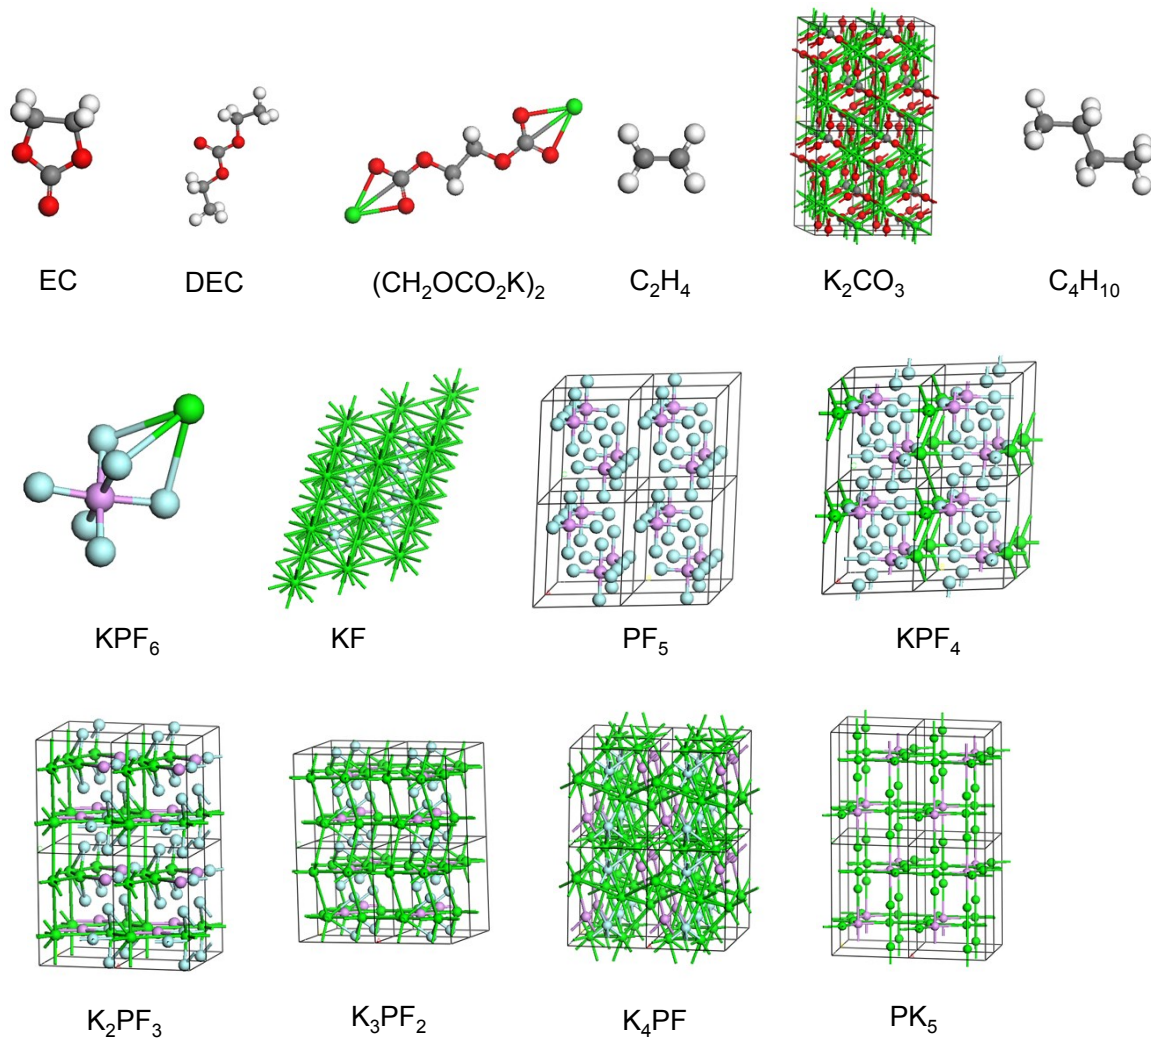 EC DEC (CH₂OCO₂K)₂ C₂H₄ K₂CO₃ C₄H₁₀
KPF₆ KF PF₅ KPF₄
K₂PF₃ K₃PF₂ K₄PF PK₅